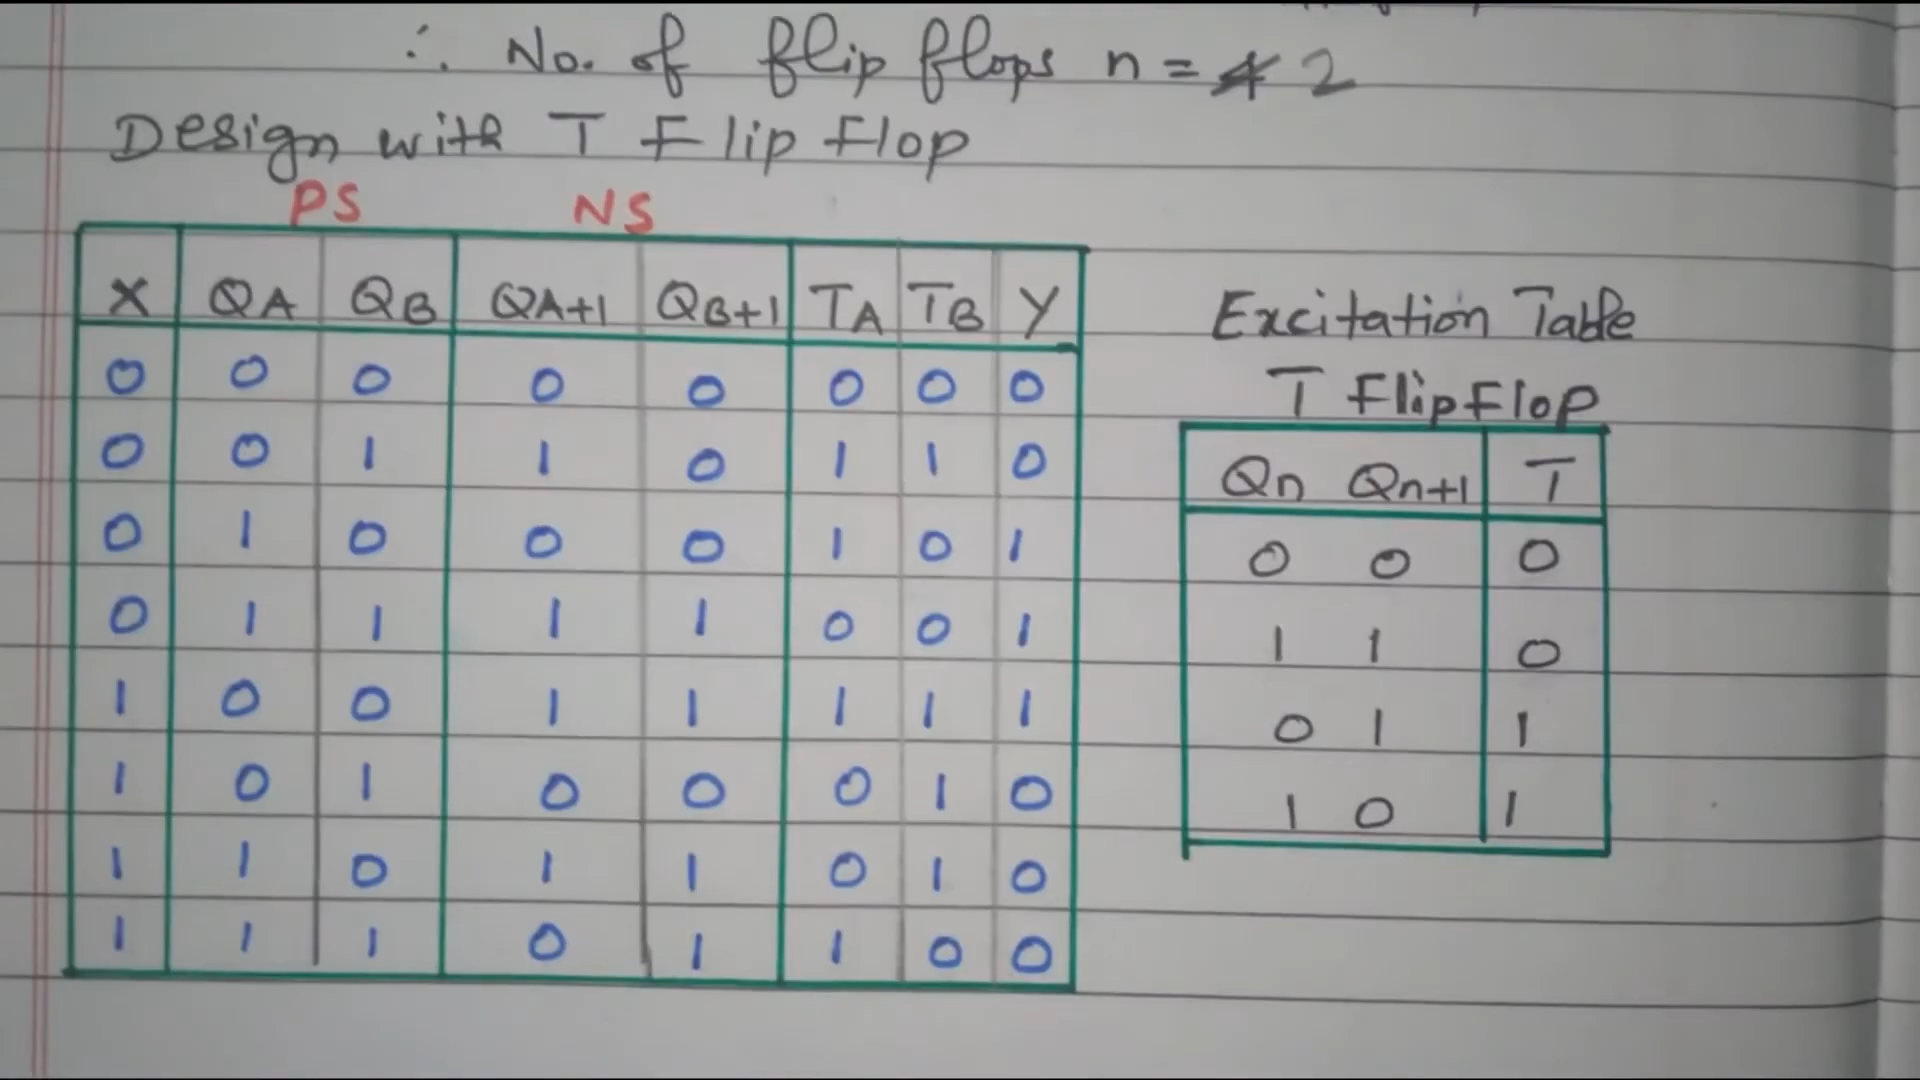 ∴ No. of flip flops n = 2
Design with T Flip Flop
PS NS
X QA QB QA+1 QB+1 TA TB Y
0 0 0 0 0 0 0 0
0 0 1 1 0 1 1 0
0 1 0 0 0 1 0 1
0 1 1 1 1 0 0 1
1 0 0 1 1 1 1 1
1 0 1 0 0 0 1 0
1 1 0 1 1 0 1 0
1 1 1 0 1 1 0 0
Excitation Table
T FlipFlop
Qn Qn+1 T
0 0 0
1 1 0
0 1 1
1 0 1